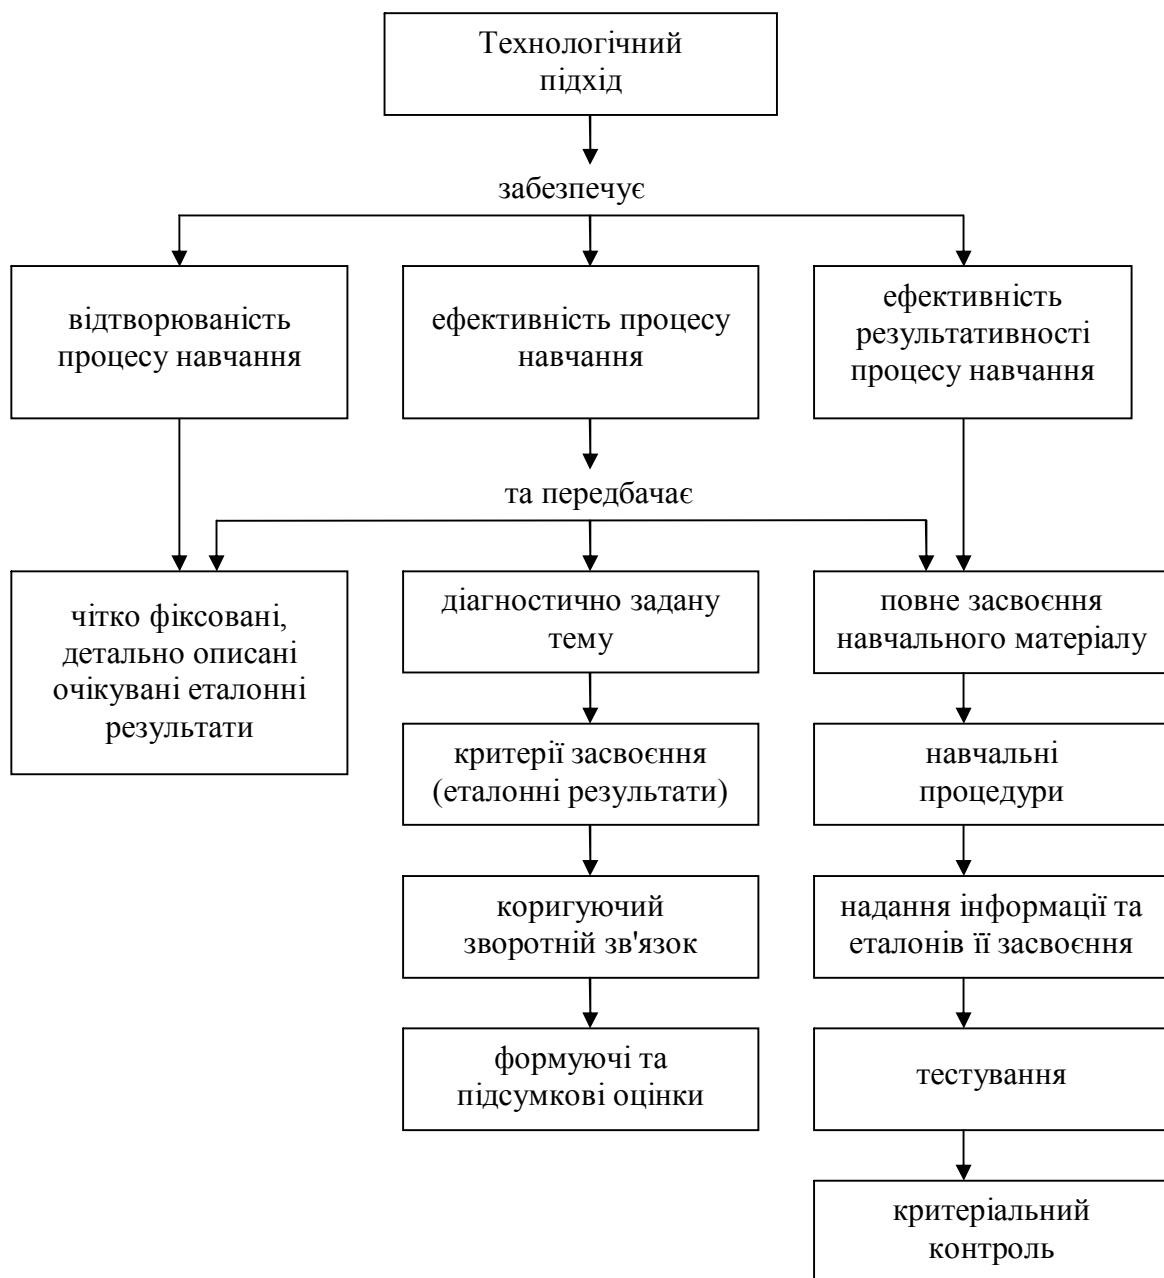 Технологічний
підхід
забезпечує
відтворюваність
процесу навчання
ефективність процесу
навчання
ефективність
результативності
процесу навчання
та передбачає
чітко фіксовані,
детально описані
очікувані еталонні
результати
діагностично задану
тему
повне засвоєння
навчального матеріалу
критерії засвоєння
(еталонні результати)
навчальні
процедури
коригуючий
зворотній зв'язок
надання інформації та
еталонів її засвоєння
формуючі та
підсумкові оцінки
тестування
критеріальний
контроль